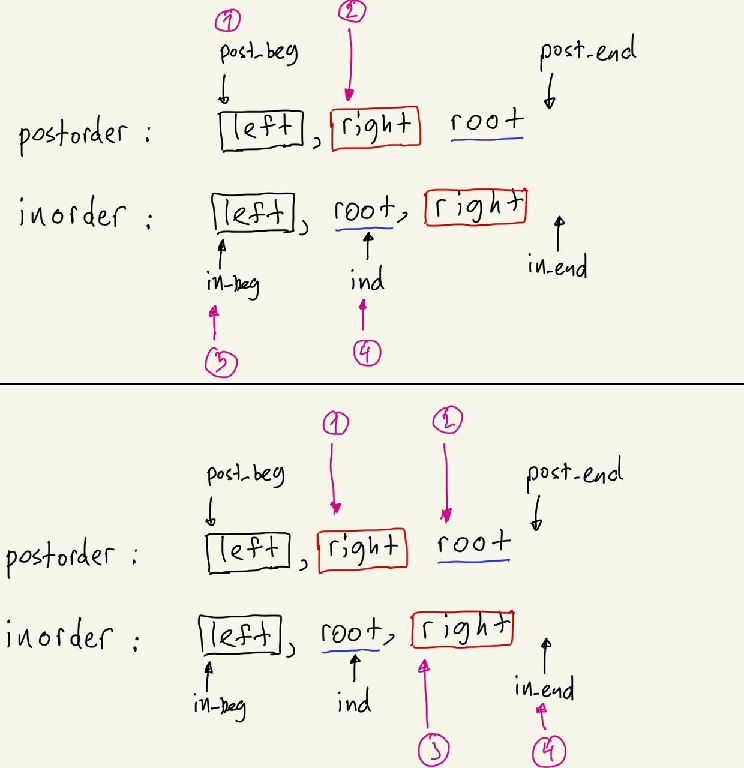 ① ②
post_beg post_end
postorder : left , right root
inorder : left , root , right
in_beg ind in_end
③ ④
① ②
post_beg post_end
postorder : left , right root
inorder : left , root , right
in_beg ind in_end
③ ④